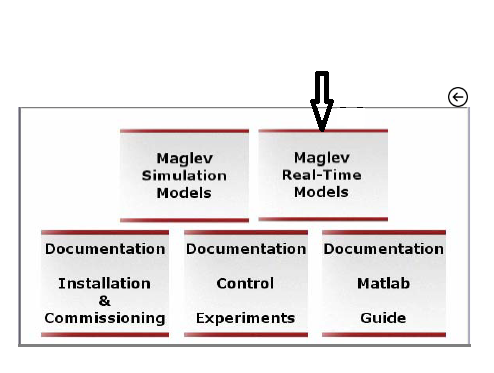 Maglev
Simulation
Models
Maglev
Real-Time
Models
Documentation
Installation
&
Commissioning
Documentation
Control
Experiments
Documentation
Matlab
Guide